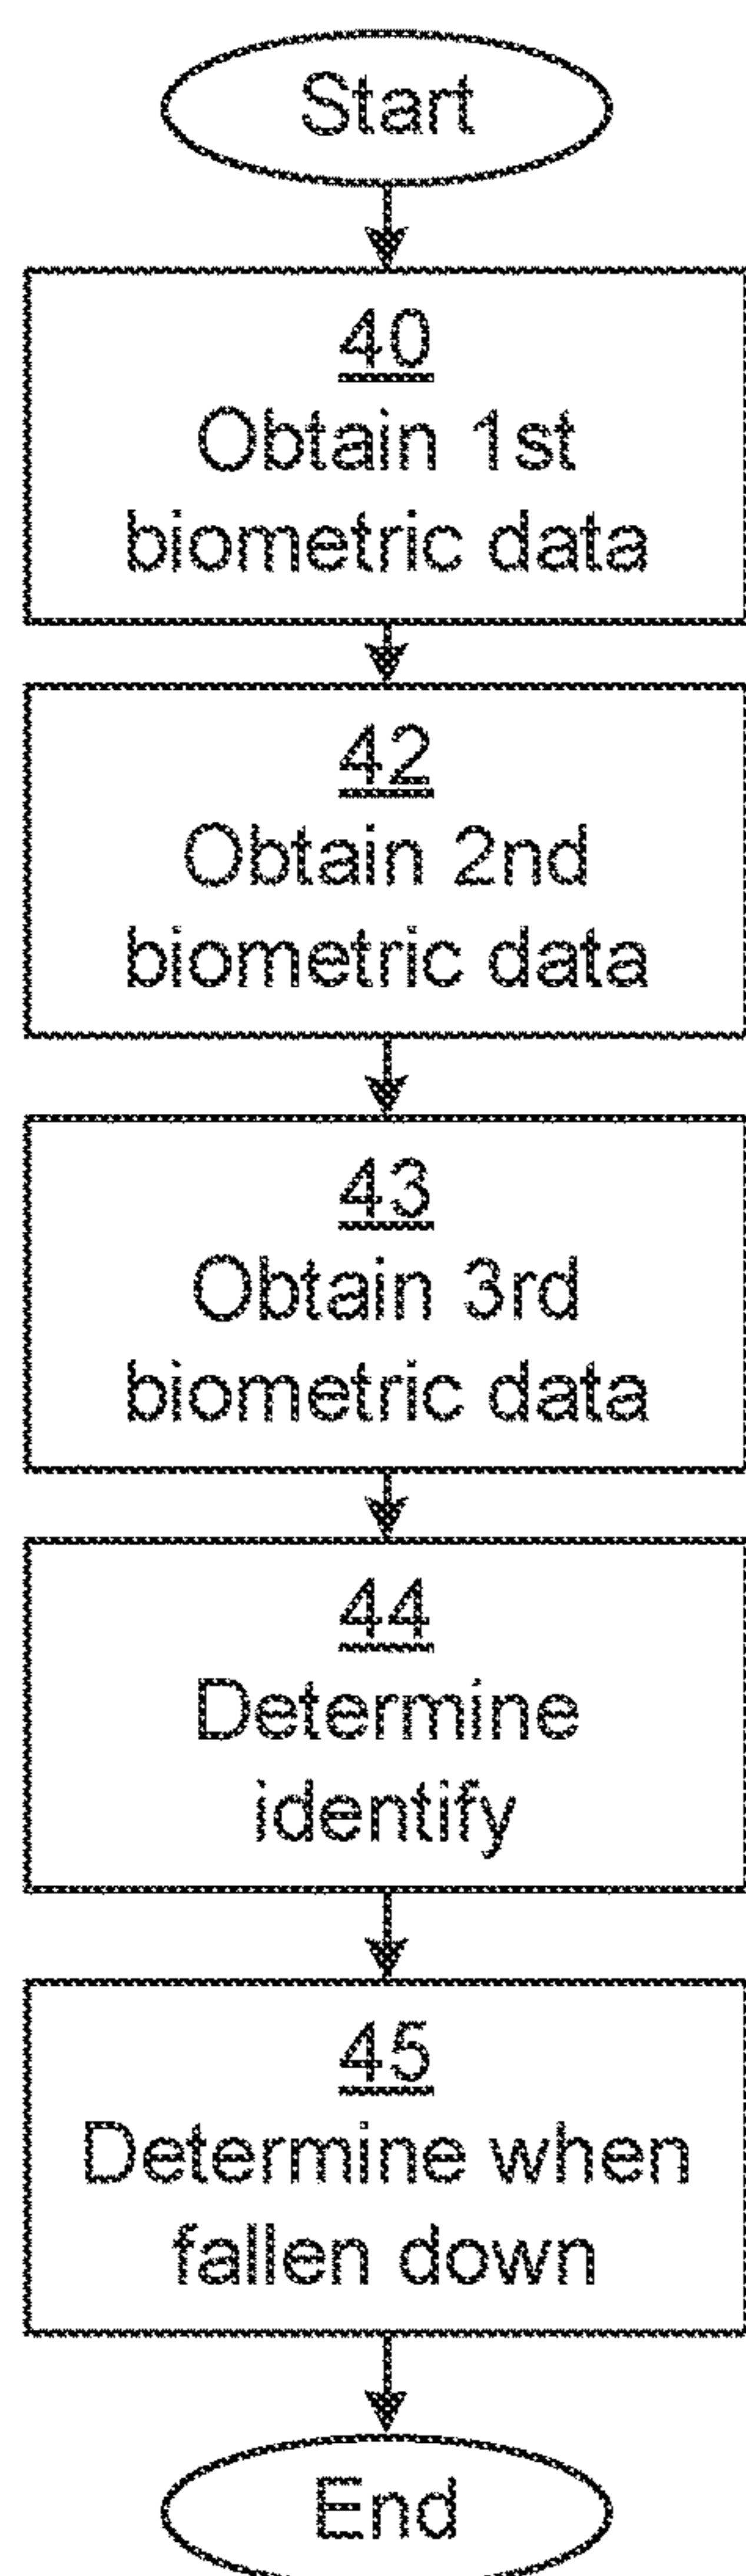 Start
40
Obtain 1st
biometric data
42
Obtain 2nd
biometric data
43
Obtain 3rd
biometric data
44
Determine
identify
45
Determine when
fallen down
End